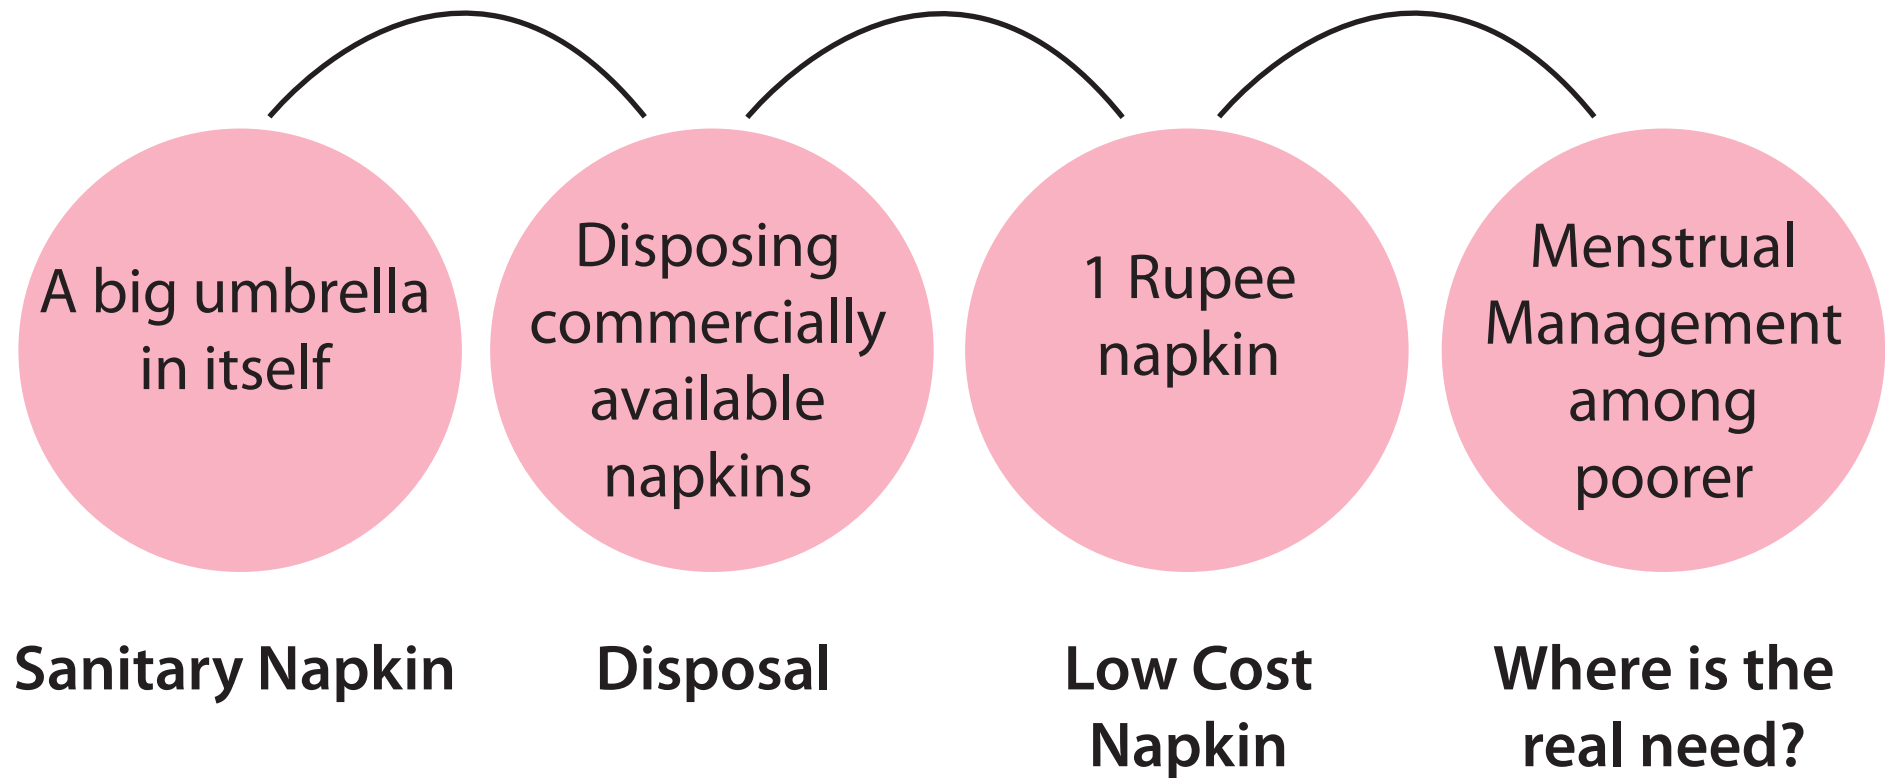 A big umbrella
in itself
Disposing
commercially
available
napkins
1 Rupee
napkin
Menstrual
Management
among
poorer
Sanitary Napkin
Disposal
Low Cost
Napkin
Where is the
real need?